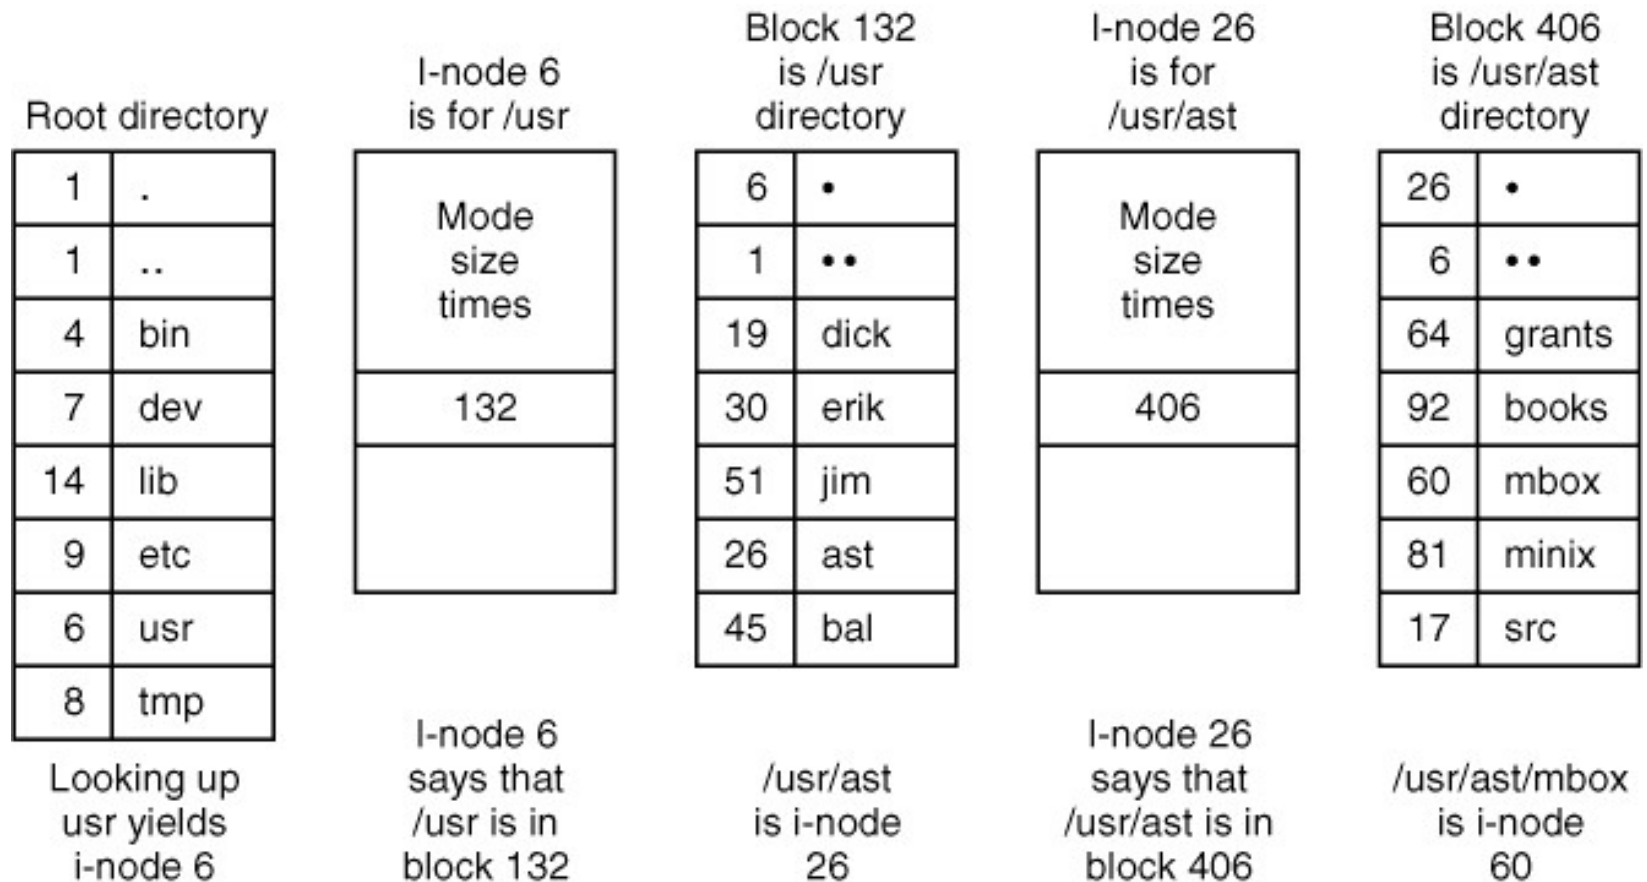 Root directory
1 .
1 ..
4 bin
7 dev
14 lib
9 etc
6 usr
8 tmp
Looking up
usr yields
i-node 6
I-node 6
is for /usr
Mode
size
times
132
I-node 6
says that
/usr is in
block 132
Block 132
is /usr
directory
6 •
1 ••
19 dick
30 erik
51 jim
26 ast
45 bal
/usr/ast
is i-node
26
I-node 26
is for
/usr/ast
Mode
size
times
406
I-node 26
says that
/usr/ast is in
block 406
Block 406
is /usr/ast
directory
26 •
6 ••
64 grants
92 books
60 mbox
81 minix
17 src
/usr/ast/mbox
is i-node
60